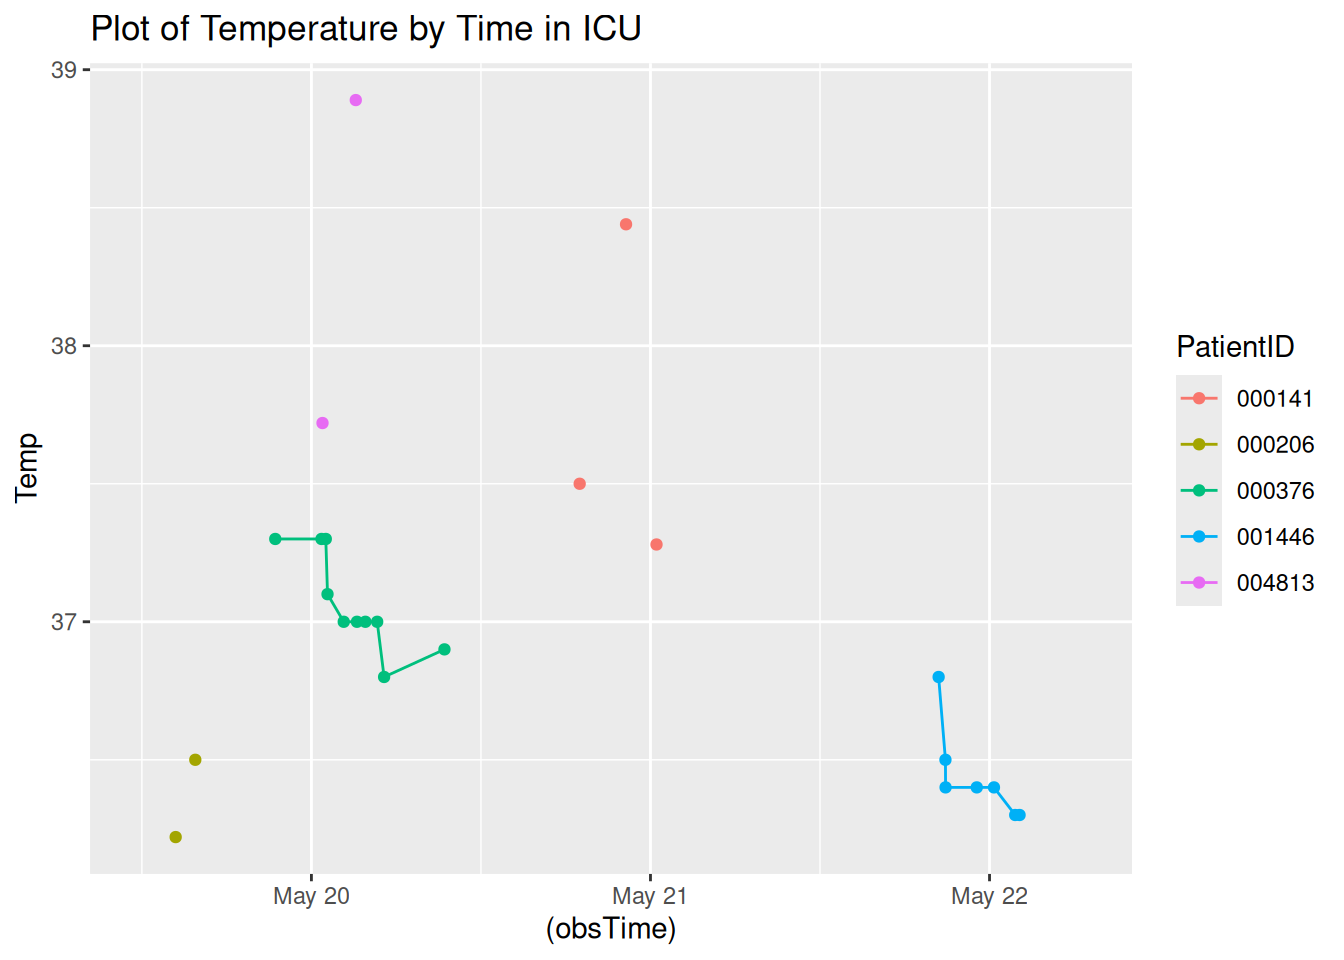 Plot of Temperature by Time in ICU
39
38
37
Temp
May 20
May 21
May 22
(obsTime)
PatientID
000141
000206
000376
001446
004813